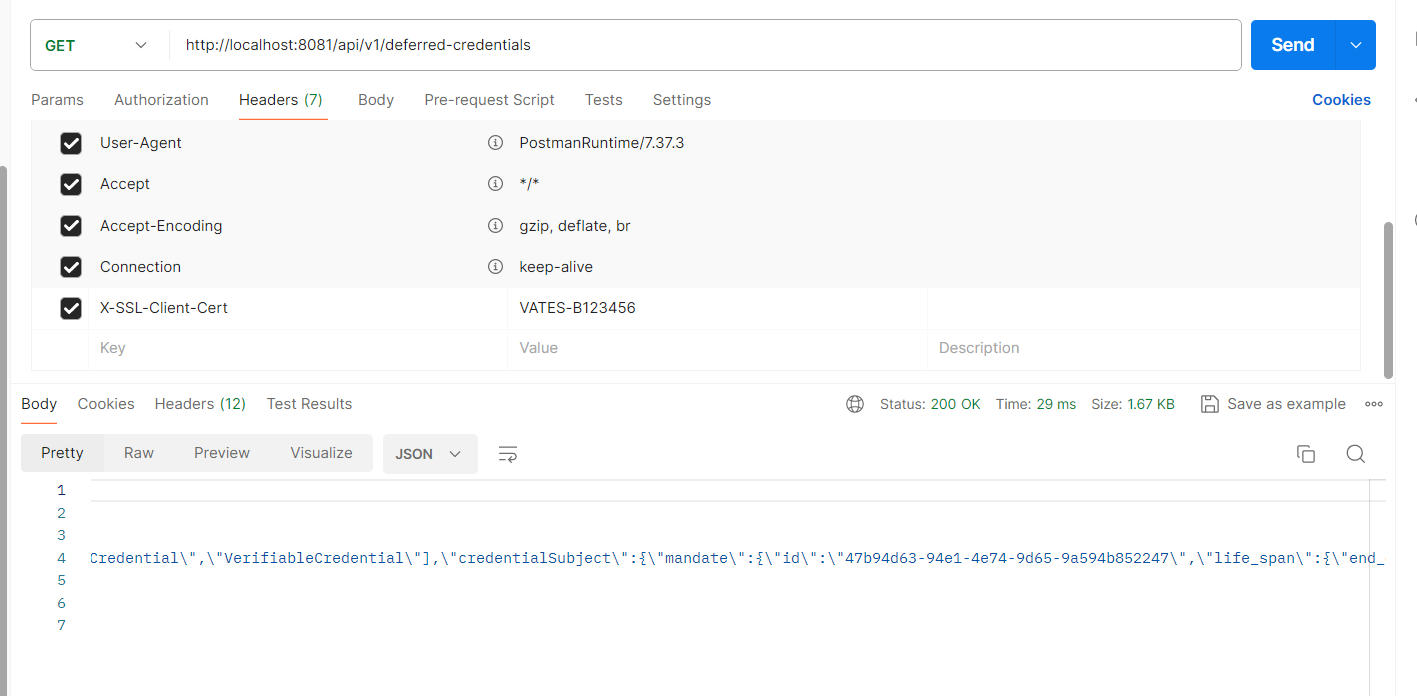 GET http://localhost:8081/api/v1/deferred-credentials Send
Params Authorization Headers (7) Body Pre-request Script Tests Settings Cookies
User-Agent PostmanRuntime/7.37.3
Accept */*
Accept-Encoding gzip, deflate, br
Connection keep-alive
X-SSL-Client-Cert VATES-B123456
Key Value Description
Body Cookies Headers (12) Test Results Status: 200 OK Time: 29 ms Size: 1.67 KB Save as example
Pretty Raw Preview Visualize JSON
1
2
3
4 Credential\",\"VerifiableCredential\"],\"credentialSubject\":{\"mandate\":{\"id\":\"47b94d63-94e1-4e74-9d65-9a594b852247\",\"life_span\":{\"end_
5
6
7